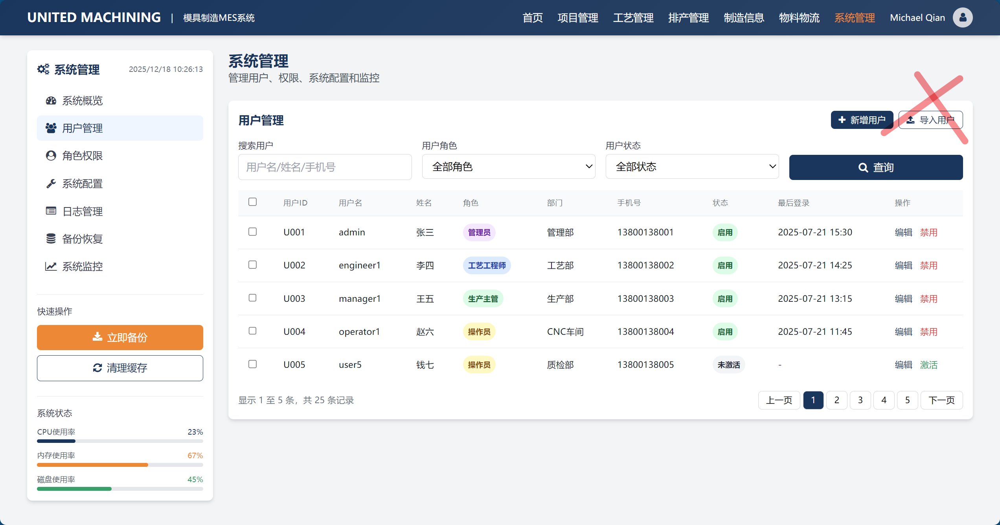 UNITED MACHINING | 模具制造MES系统 首页 项目管理 工艺管理 排产管理 制造信息 物料物流 系统管理 Michael Qian
系统管理 2025/12/18 10:26:13
系统概览
用户管理
角色权限
系统配置
日志管理
备份恢复
系统监控
快速操作
立即备份
清理缓存
系统状态
CPU使用率 23%
内存使用率 67%
磁盘使用率 45%
系统管理
管理用户、权限、系统配置和监控
用户管理 新增用户 导入用户
搜索用户 用户角色 用户状态
用户名/姓名/手机号 全部角色 全部状态 查询
用户ID 用户名 姓名 角色 部门 手机号 状态 最后登录 操作
U001 admin 张三 管理员 管理部 13800138001 启用 2025-07-21 15:30 编辑 禁用
U002 engineer1 李四 工艺工程师 工艺部 13800138002 启用 2025-07-21 14:25 编辑 禁用
U003 manager1 王五 生产主管 生产部 13800138003 启用 2025-07-21 13:15 编辑 禁用
U004 operator1 赵六 操作员 CNC车间 13800138004 启用 2025-07-21 11:45 编辑 禁用
U005 user5 钱七 操作员 质检部 13800138005 未激活 - 编辑 激活
显示 1 至 5 条，共 25 条记录 上一页 1 2 3 4 5 下一页